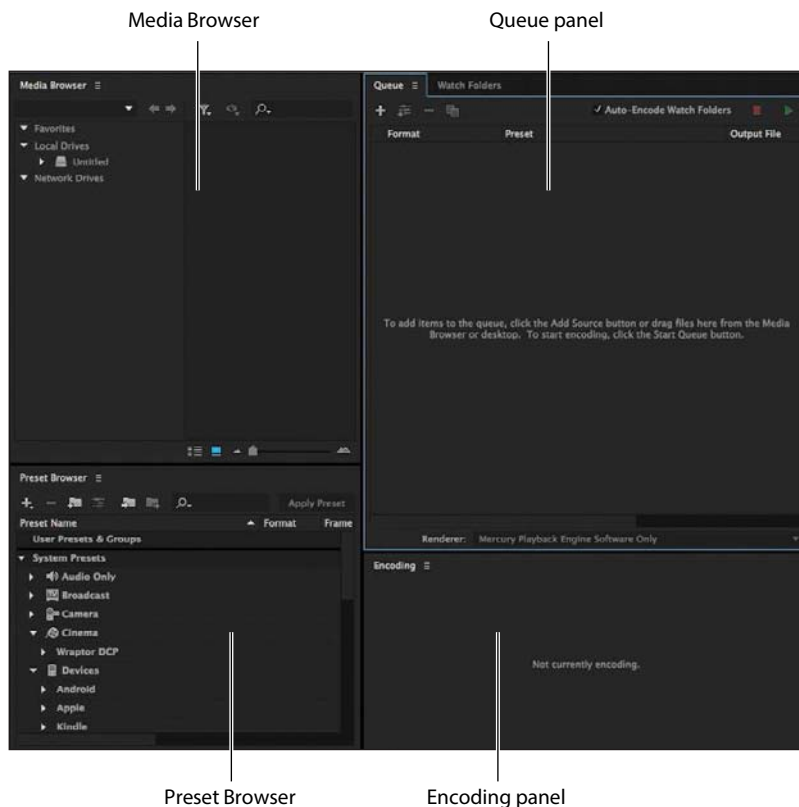 Media Browser
Queue panel
Media Browser
Favorites
Local Drives
Untitled
Network Drives
Queue
Watch Folders
Auto-Encode Watch Folders
Format Preset Output File
To add items to the queue, click the Add Source button or drag files here from the Media
Browser or desktop. To start encoding, click the Start Queue button.
Renderer: Mercury Playback Engine Software Only
Preset Browser
Apply Preset
Preset Name Format Frame
User Presets & Groups
System Presets
Audio Only
Broadcast
Camera
Cinema
Wraptor DCP
Devices
Android
Apple
Kindle
Encoding
Not currently encoding.
Preset Browser
Encoding panel